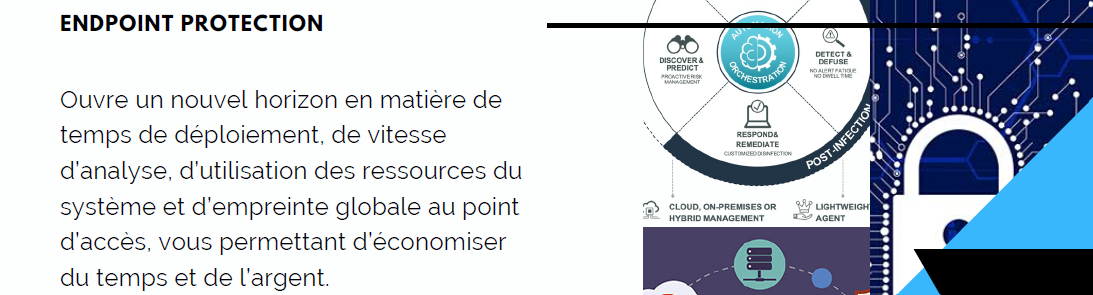 ENDPOINT PROTECTION
Ouvre un nouvel horizon en matière de
temps de déploiement, de vitesse
d'analyse, d'utilisation des ressources du
système et d'empreinte globale au point
d'accès, vous permettant d'économiser
du temps et de l'argent.
ORCHESTRATION
DISCOVER &
PREDICT
PROACTIVE RISK
MANAGEMENT
DETECT &
DEFUSE
NO ALERT FATIGUE
NO DWELL TIME
RESPOND &
REMEDIATE
CUSTOMIZED DISINFECTION
POST-INFECTION
CLOUD, ON-PREMISES OR
HYBRID MANAGEMENT
LIGHTWEIGHT
AGENT